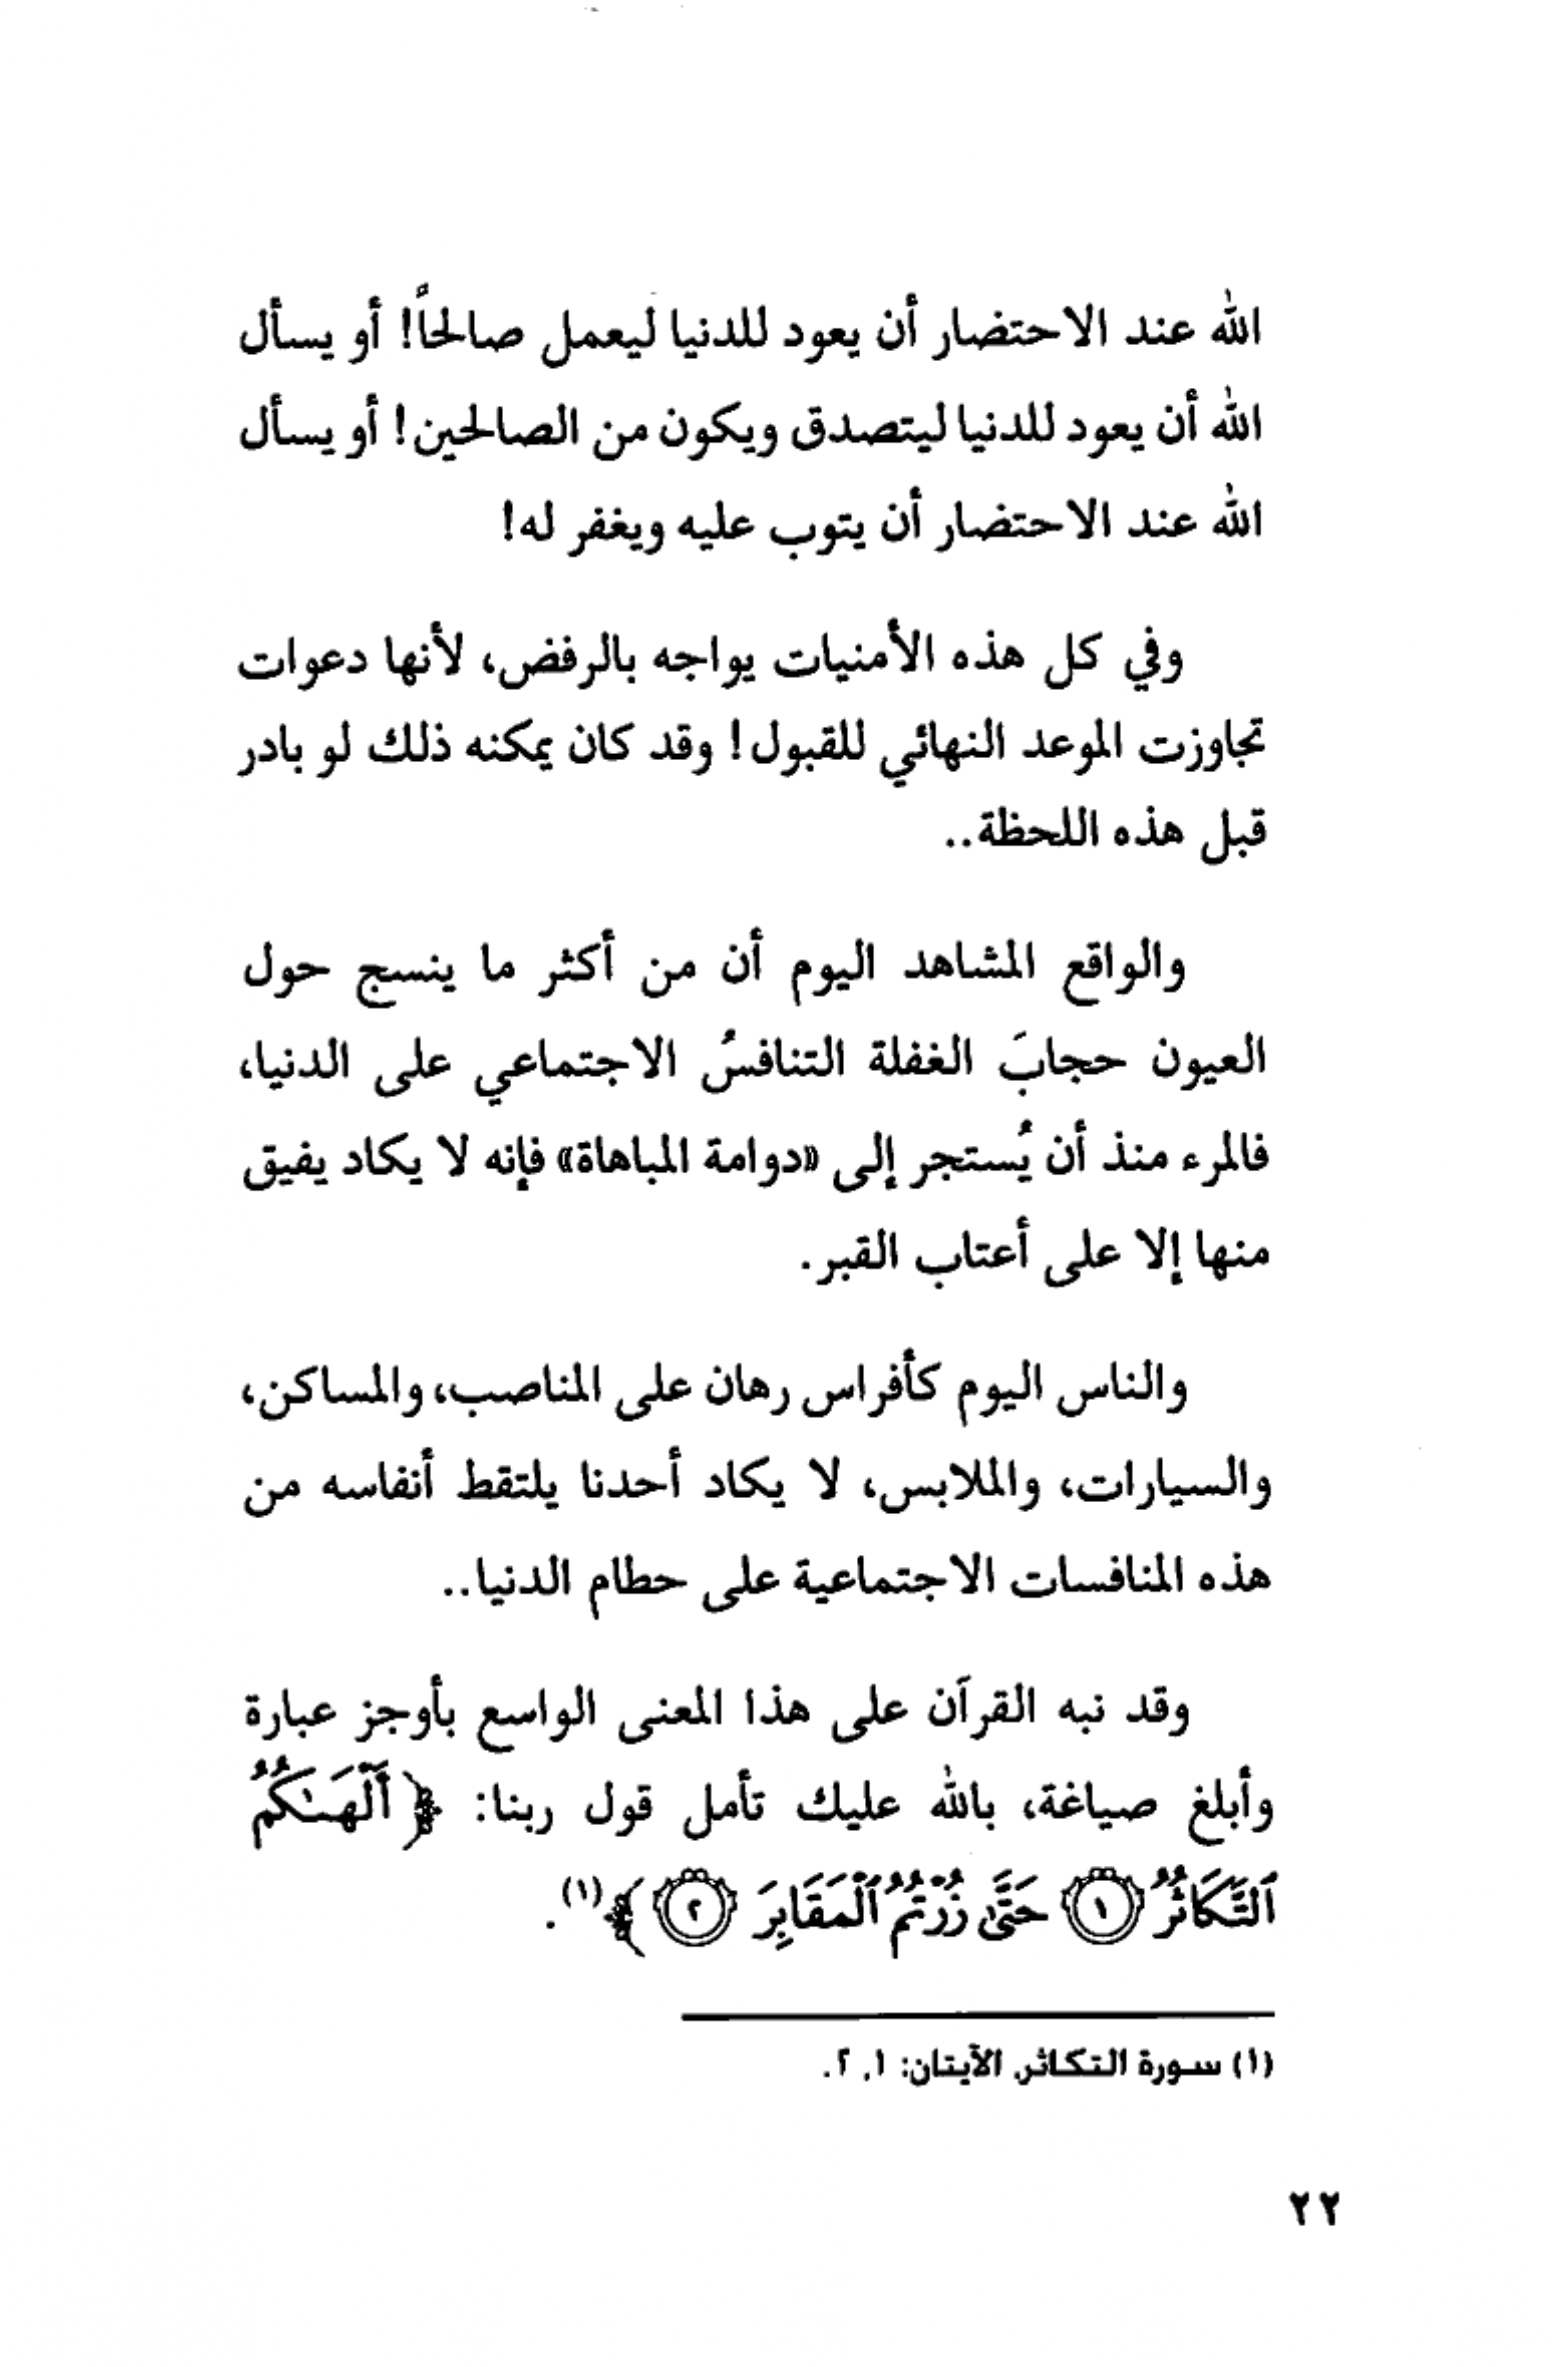 الله عند الاحتضار أن يعود للدنيا ليعمل صالحاً! أو يسأل
الله أن يعود للدنيا ليتصدق ويكون من الصالحين! أو يسأل
الله عند الاحتضار أن يتوب عليه ويغفر له!
وفي كل هذه الأمنيات يواجه بالرفض، لأنها دعوات
تجاوزت الموعد النهائي للقبول! وقد كان يمكنه ذلك لو بادر
قبل هذه اللحظة..
والواقع المشاهد اليوم أن من أكثر ما ينسج حول
العيون حجابَ الغفلة التنافسُ الاجتماعي على الدنيا،
فالمرء منذ أن يُستجر إلى «دوامة المباهاة» فإنه لا يكاد يفيق
منها إلا على أعتاب القبر.
والناس اليوم كأفراس رهان على المناصب، والمساكن،
والسيارات، والملابس، لا يكاد أحدنا يلتقط أنفاسه من
هذه المنافسات الاجتماعية على حطام الدنيا..
وقد نبه القرآن على هذا المعنى الواسع بأوجز عبارة
وأبلغ صياغة، بالله عليك تأمل قول ربنا: ﴿أَلْهَىٰكُمُ
ٱلتَّكَاثُرُ ١ حَتَّىٰ زُرْتُمُ ٱلْمَقَابِرَ ٢﴾(١).
(١) سورة التكاثر، الآيتان: ١، ٢.
٢٢